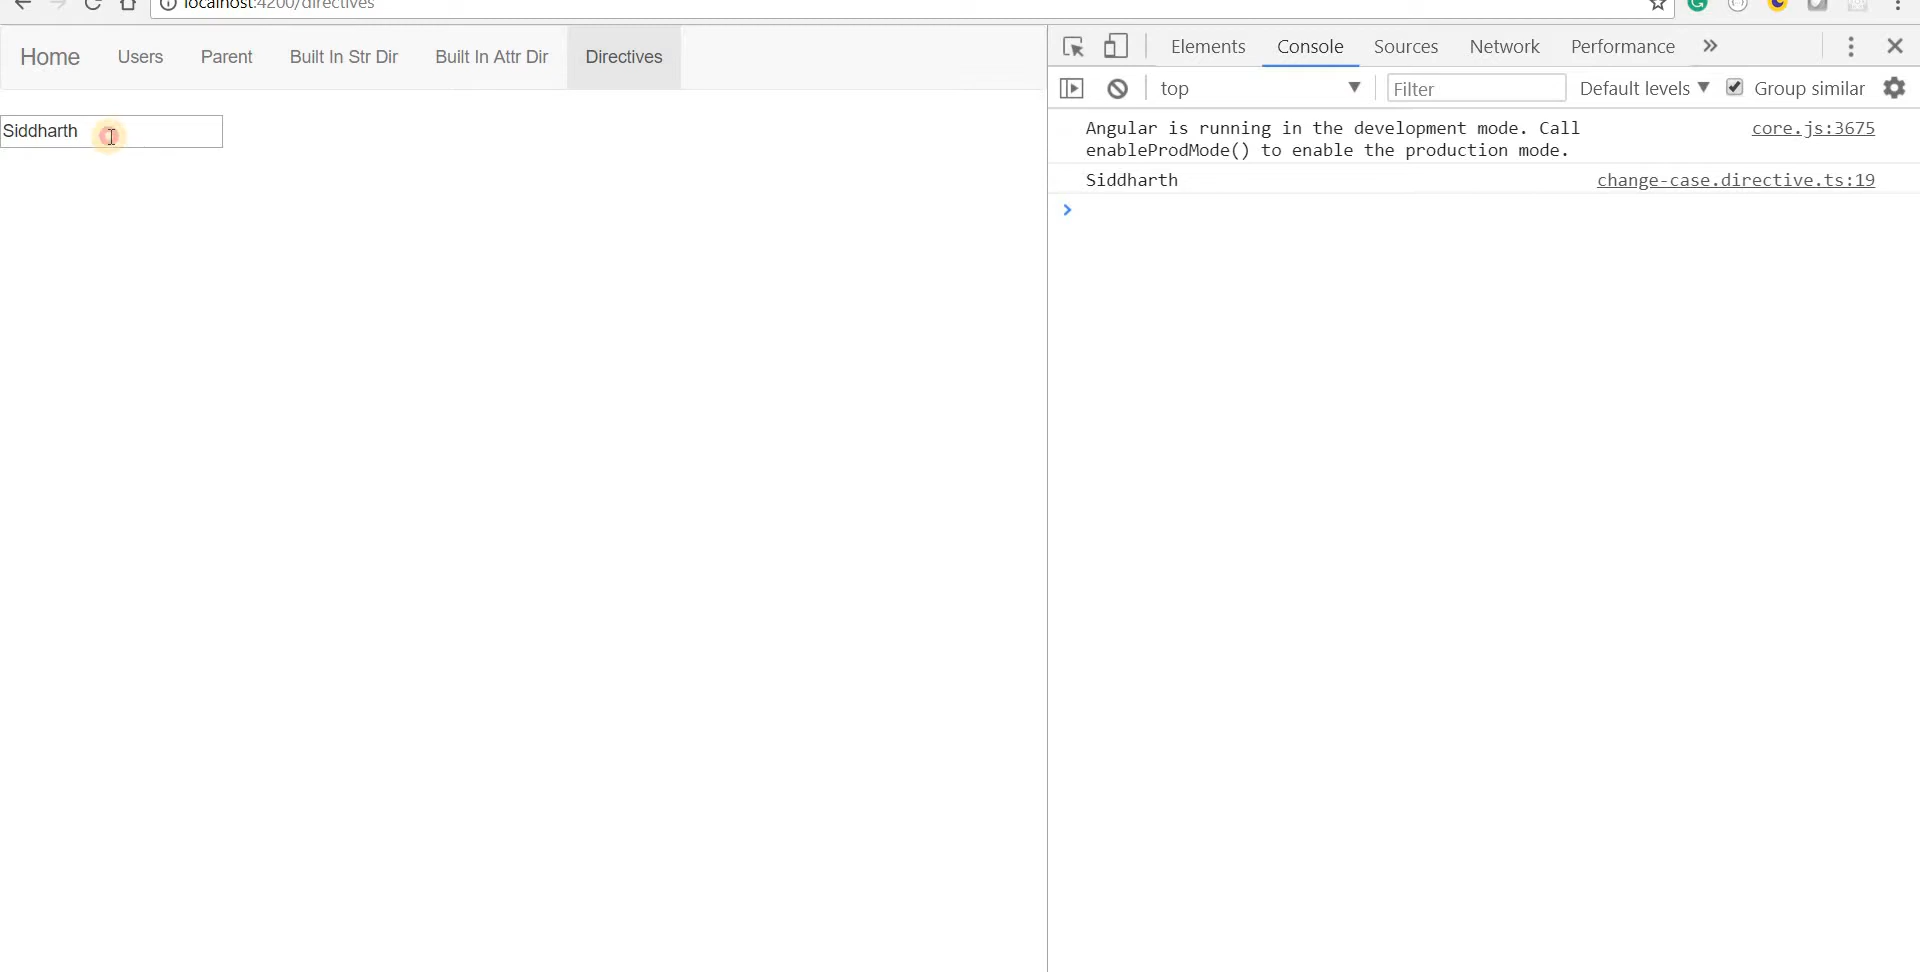 localhost:4200/directives
Home Users Parent Built In Str Dir Built In Attr Dir Directives
Siddharth
Elements Console Sources Network Performance »
top Filter Default levels Group similar
Angular is running in the development mode. Call core.js:3675
enableProdMode() to enable the production mode.
Siddharth change-case.directive.ts:19